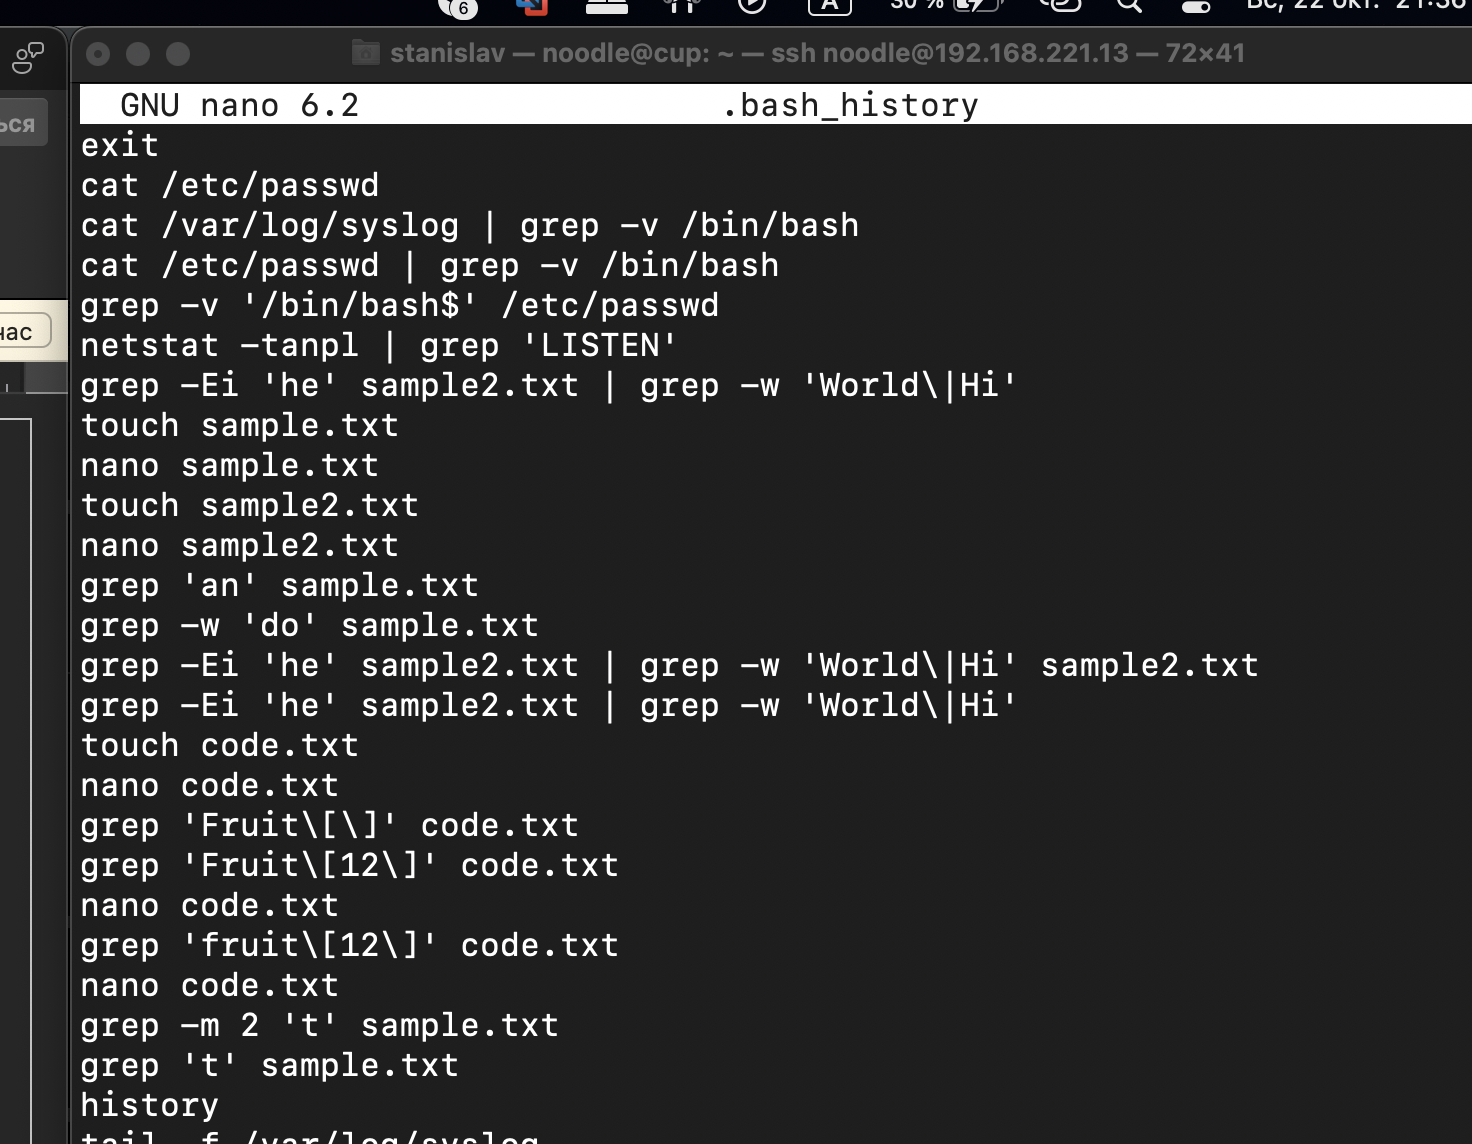 6
A
30 %
Вс, 22 окт.
stanislav — noodle@cup: ~ — ssh noodle@192.168.221.13 — 72×41
GNU nano 6.2 .bash_history
exit
cat /etc/passwd
cat /var/log/syslog | grep -v /bin/bash
cat /etc/passwd | grep -v /bin/bash
grep -v '/bin/bash$' /etc/passwd
netstat -tanpl | grep 'LISTEN'
grep -Ei 'he' sample2.txt | grep -w 'World\|Hi'
touch sample.txt
nano sample.txt
touch sample2.txt
nano sample2.txt
grep 'an' sample.txt
grep -w 'do' sample.txt
grep -Ei 'he' sample2.txt | grep -w 'World\|Hi' sample2.txt
grep -Ei 'he' sample2.txt | grep -w 'World\|Hi'
touch code.txt
nano code.txt
grep 'Fruit\[\]' code.txt
grep 'Fruit\[12\]' code.txt
nano code.txt
grep 'fruit\[12\]' code.txt
nano code.txt
grep -m 2 't' sample.txt
grep 't' sample.txt
history
tail -f /var/log/syslog